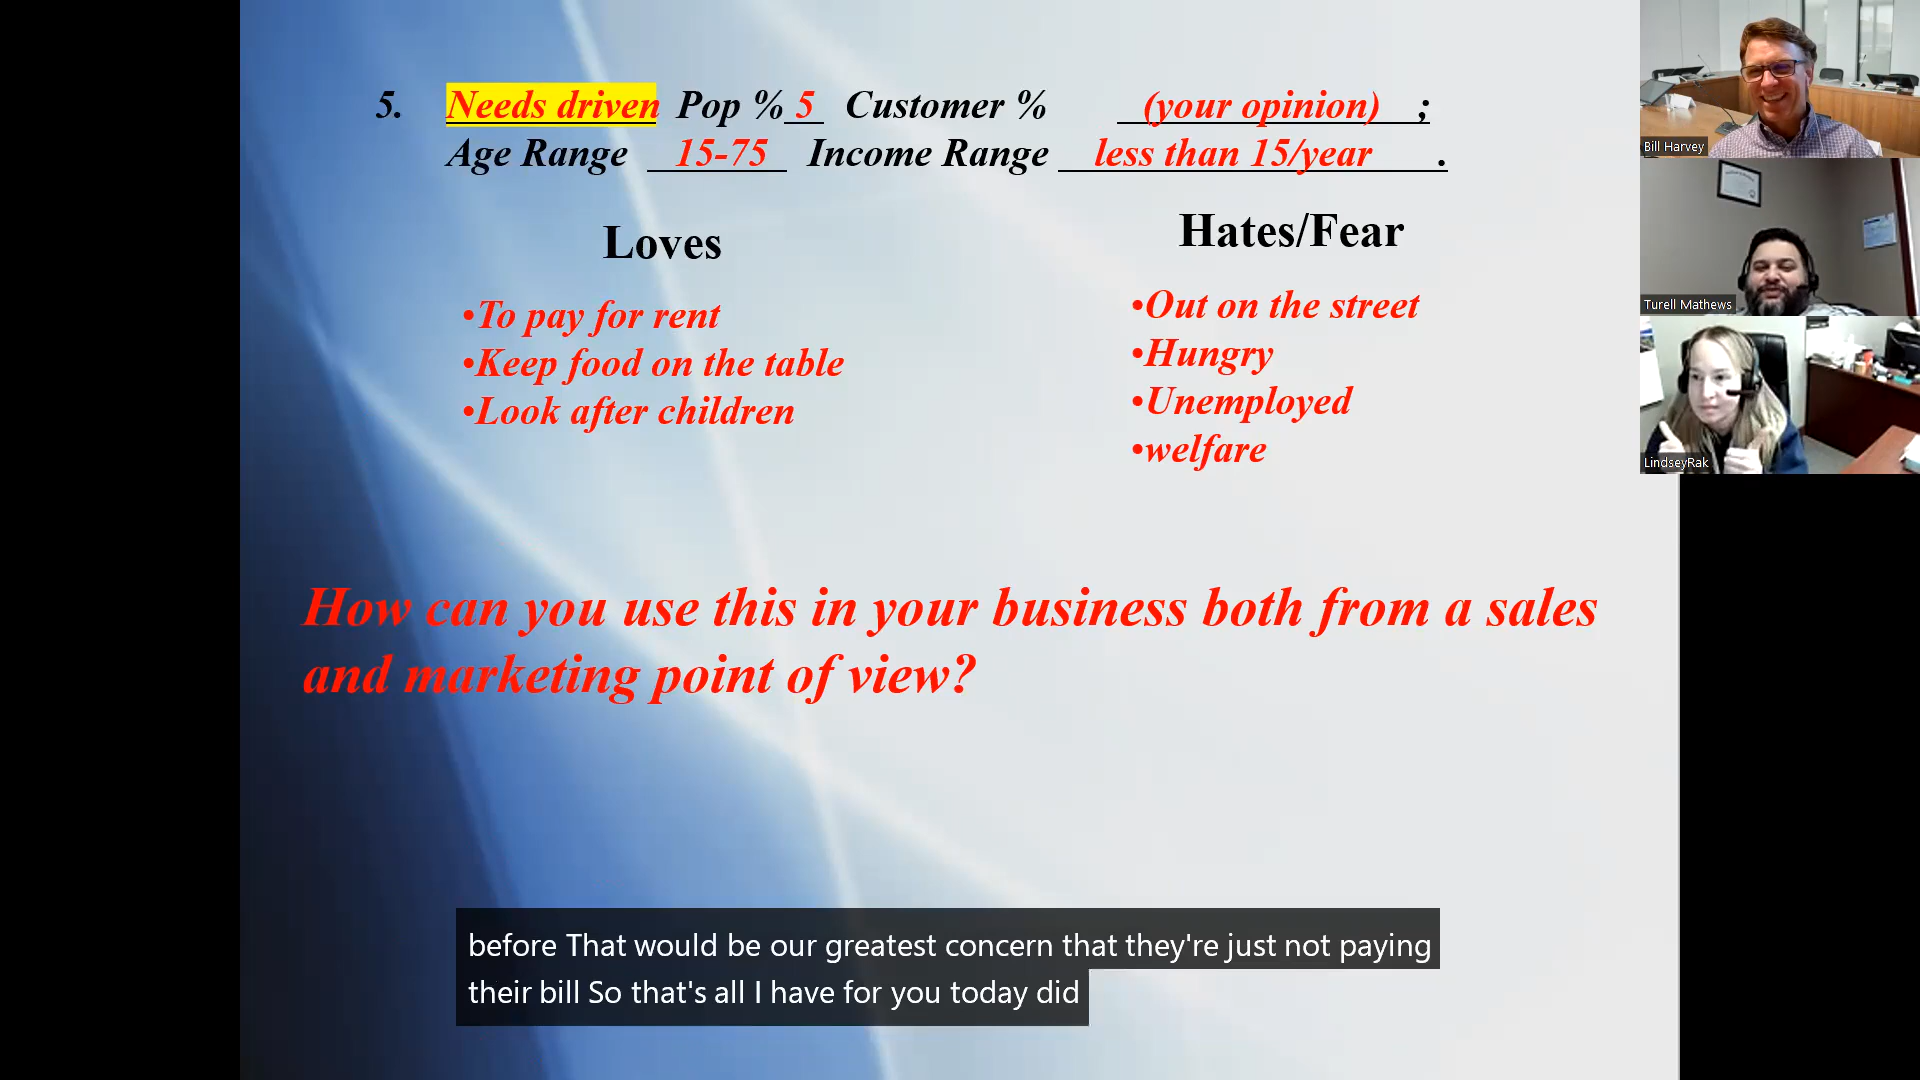 5. Needs driven Pop % 5 Customer % (your opinion) ;
Age Range 15-75 Income Range less than 15/year .
Loves
•To pay for rent
•Keep food on the table
•Look after children
Hates/Fear
•Out on the street
•Hungry
•Unemployed
•welfare
How can you use this in your business both from a sales
and marketing point of view?
before That would be our greatest concern that they're just not paying
their bill So that's all I have for you today did
Bill Harvey
Turell Mathews
LindseyRak